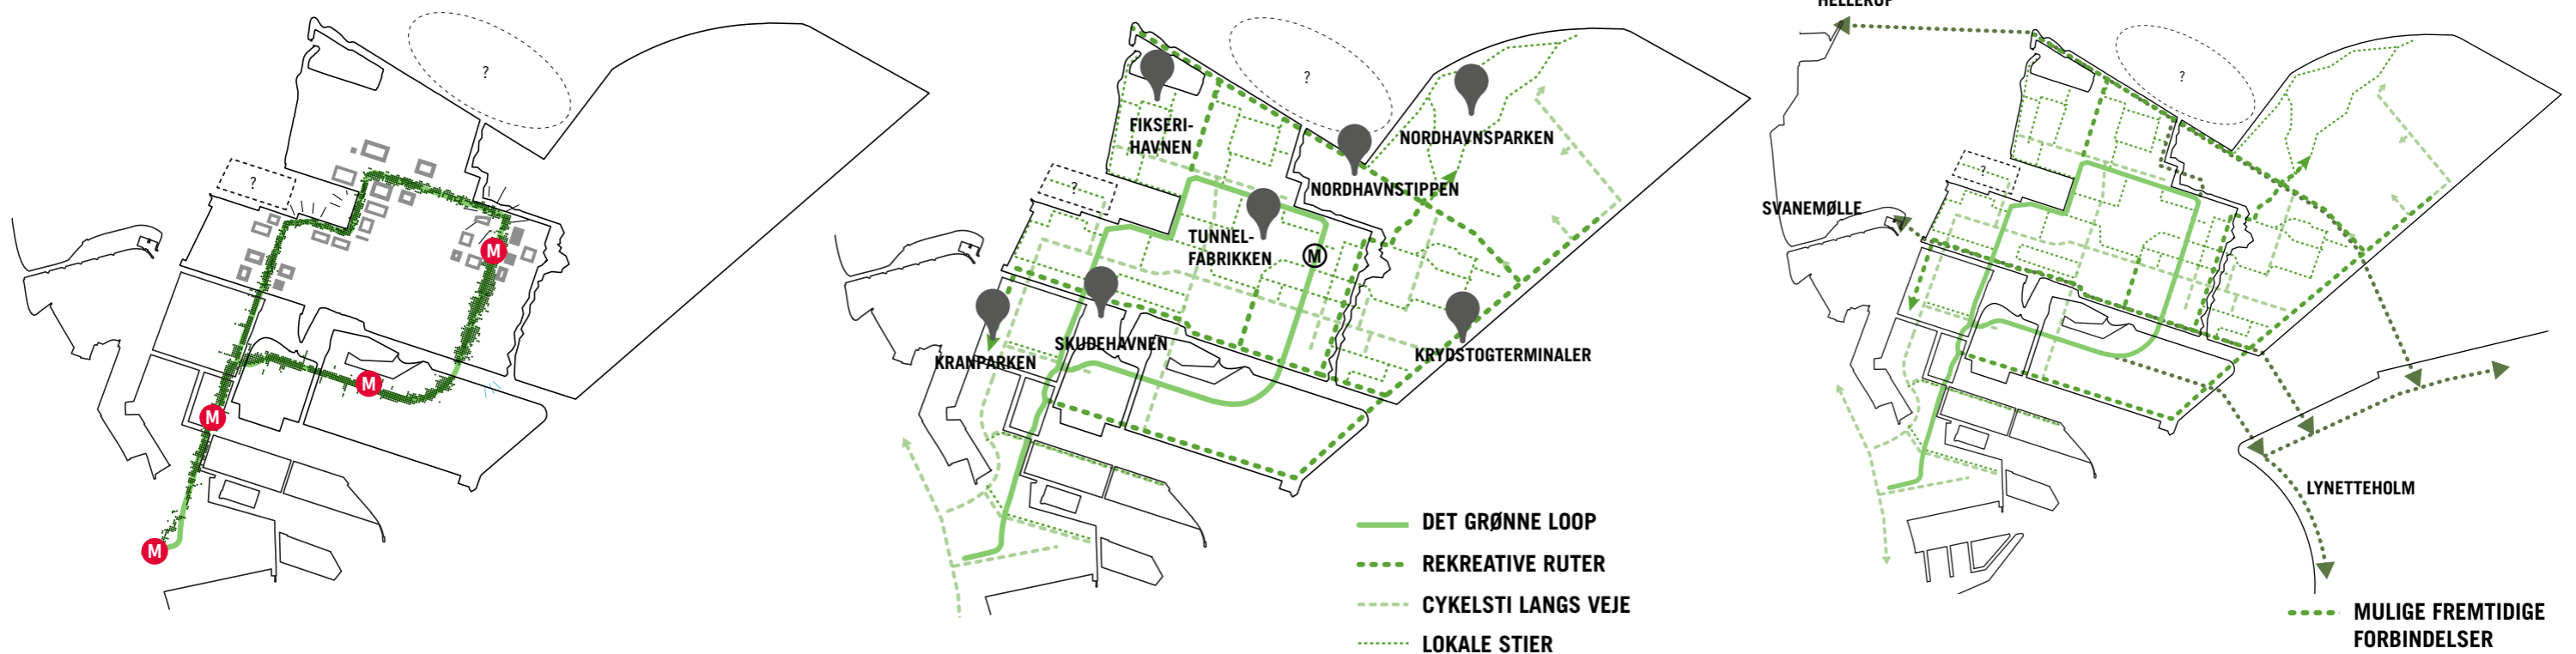 ?
?
M
M
M
M
?
FIKSERI-
HAVNEN
NORDHAVNSPARKEN
NORDHAVNSTIPPEN
?
TUNNEL-
FABRIKKEN
M
SKUDEHAVNEN
KRANPARKEN
KRYDSTOGTERMINALER
DET GRØNNE LOOP
REKREATIVE RUTER
CYKELSTI LANGS VEJE
LOKALE STIER
HELLERUP
?
?
SVANEMØLLE
LYNETTEHOLM
MULIGE FREMTIDIGE
FORBINDELSER